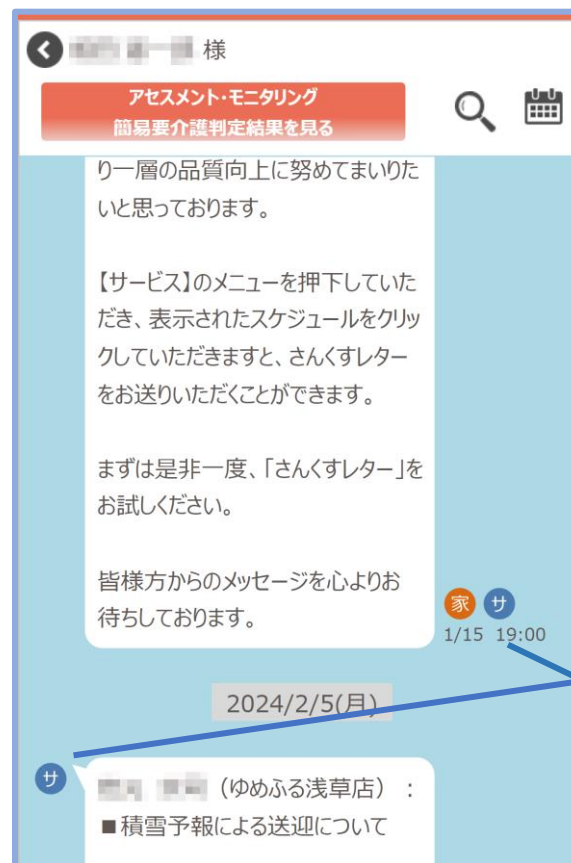 様
アセスメント・モニタリング
簡易要介護判定結果を見る
り一層の品質向上に努めてまいりた
いと思っております。
【サービス】のメニューを押下していた
だき、表示されたスケジュールをクリッ
クしていただきますと、さんくすレター
をお送りいただくことができます。
まずは是非一度、「さんくすレター」を
お試しください。
皆様方からのメッセージを心よりお
待ちしております。
家 サ
1/15 19:00
2024/2/5(月)
サ
(ゆめふる浅草店)：
■積雪予報による送迎について